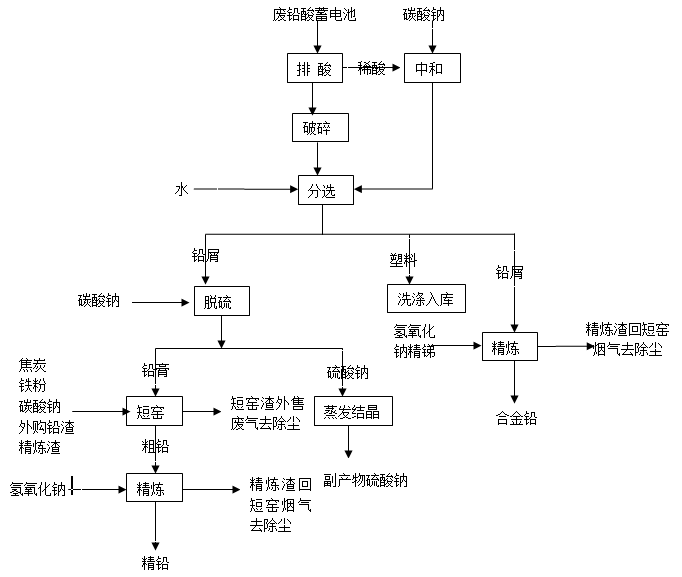 废铅酸蓄电池
碳酸钠
排 酸
稀酸
中和
破碎
水
分选
铅屑
塑料
铅屑
碳酸钠
脱硫
洗涤入库
氢氧化
钠精锑
精炼
精炼渣回短窑
烟气去除尘
焦炭
铁粉
碳酸钠
外购铅渣
精炼渣
铅膏
硫酸钠
短窑
短窑渣外售
废气去除尘
蒸发结晶
合金铅
粗铅
副产物硫酸钠
氢氧化钠
精炼
精炼渣回
短窑烟气
去除尘
精铅